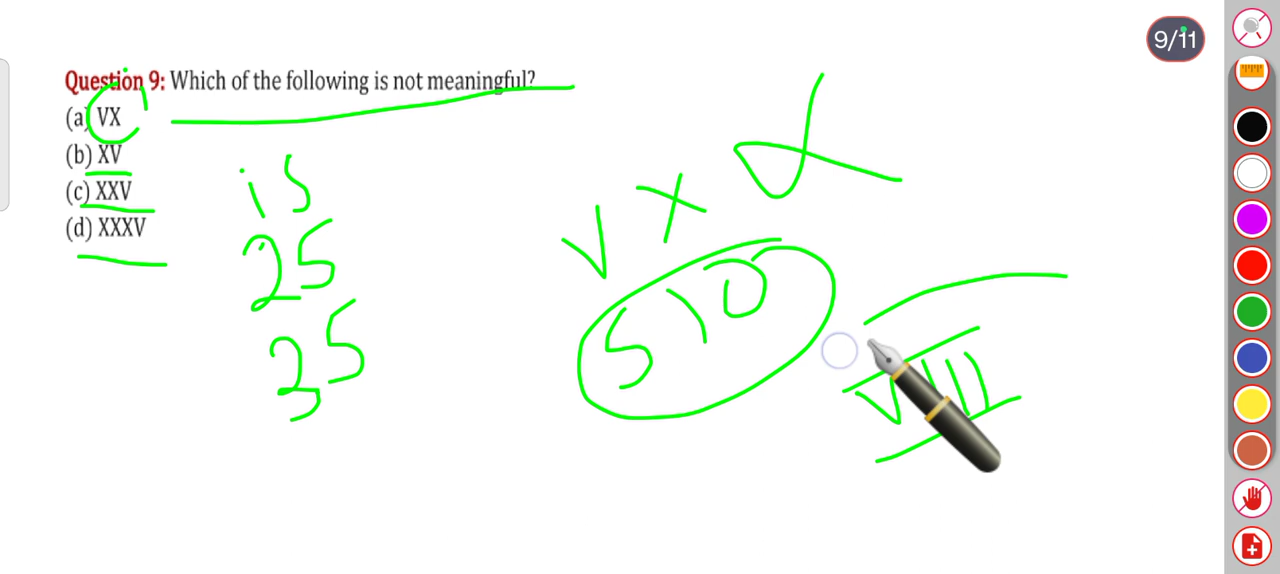 9/11
Question 9: Which of the following is not meaningful?
(a) VX
(b) XV
(c) XXV
(d) XXXV
15
25
35
V X
5 10
VIII